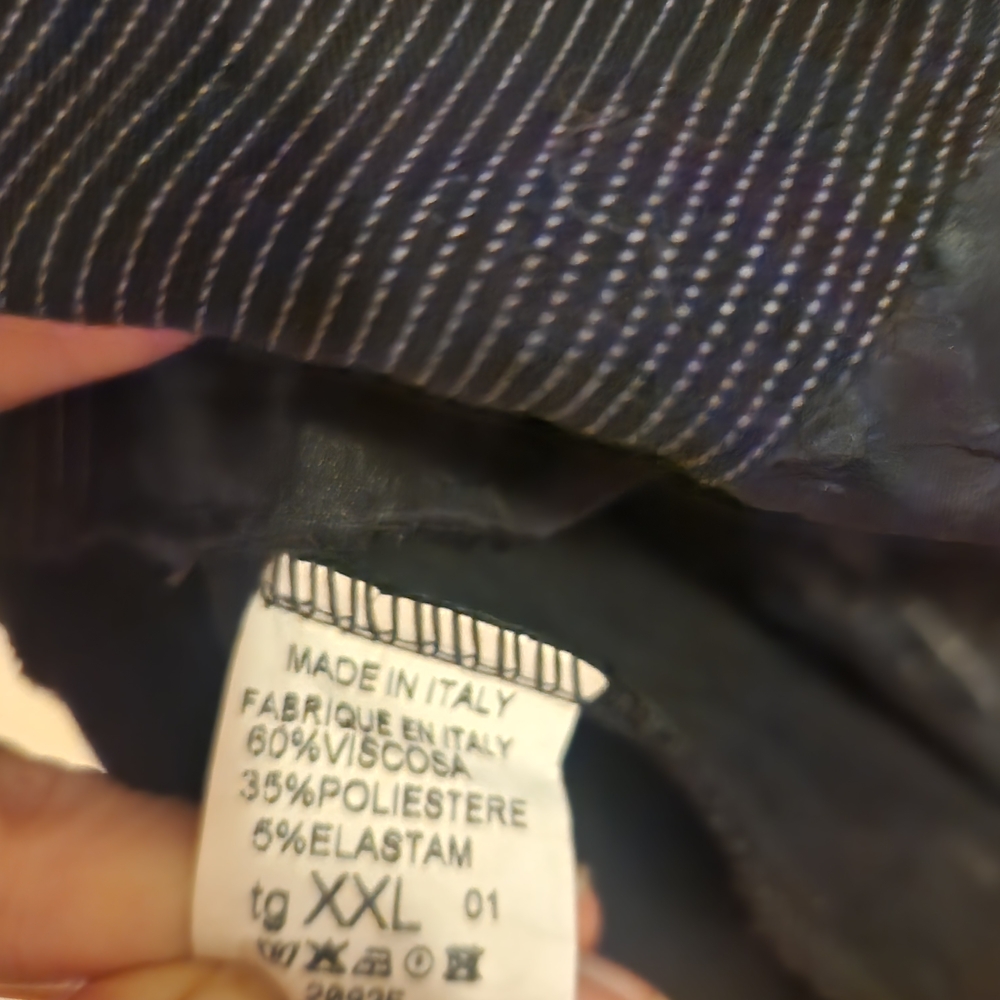 MADE IN ITALY
FABRIQUE EN ITALY
60%VISCOSA
35%POLIESTERE
5%ELASTAM
tg XXL 01